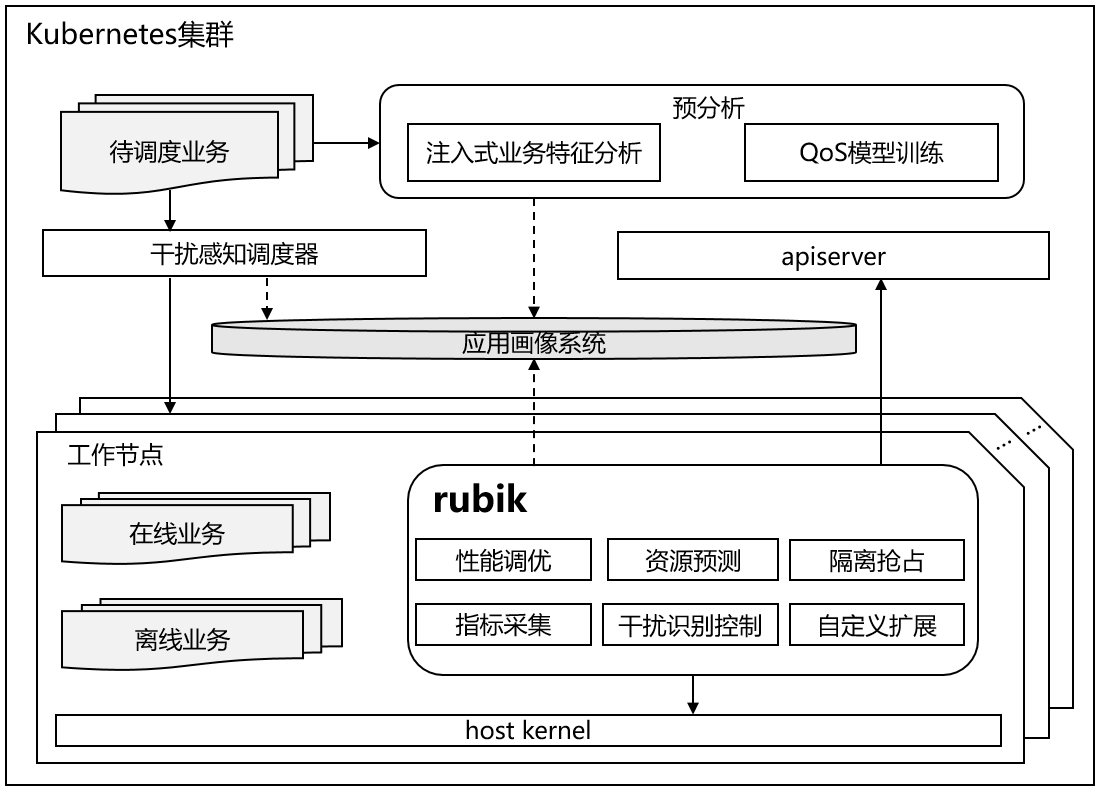 Kubernetes集群
预分析
待调度业务
注入式业务特征分析
QoS模型训练
干扰感知调度器
apiserver
应用画像系统
... ...
工作节点
rubik
在线业务
性能调优
资源预测
隔离抢占
离线业务
指标采集
干扰识别控制
自定义扩展
host kernel